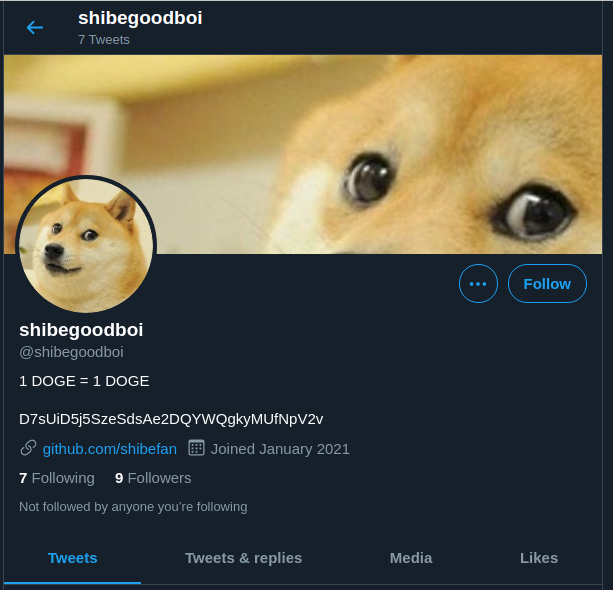 shibegoodboi
7 Tweets
Follow
shibegoodboi
@shibegoodboi
1 DOGE = 1 DOGE
D7sUiD5j5SzeSdsAe2DQYWQgkyMUfNpV2v
github.com/shibefan Joined January 2021
7 Following 9 Followers
Not followed by anyone you’re following
Tweets Tweets & replies Media Likes